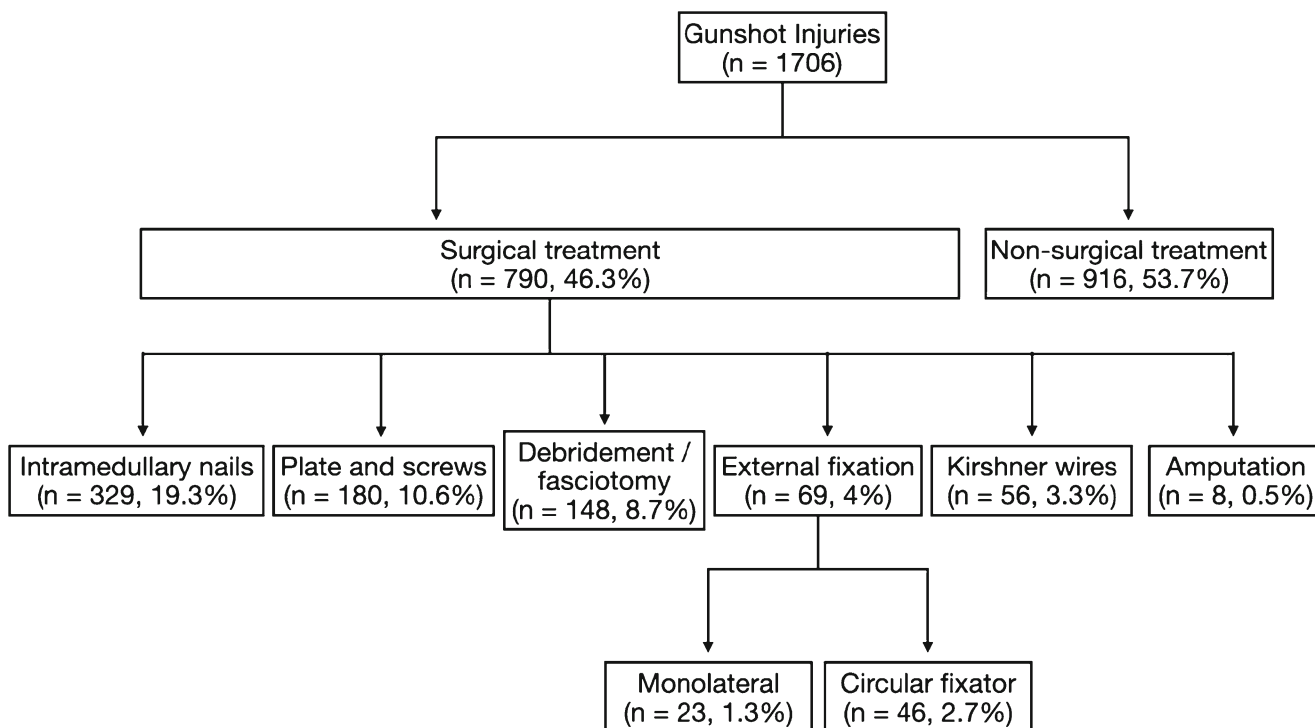 Gunshot Injuries
(n = 1706)
Surgical treatment
(n = 790, 46.3%)
Non-surgical treatment
(n = 916, 53.7%)
Intramedullary nails
(n = 329, 19.3%)
Plate and screws
(n = 180, 10.6%)
Debridement /
fasciotomy
(n = 148, 8.7%)
External fixation
(n = 69, 4%)
Kirshner wires
(n = 56, 3.3%)
Amputation
(n = 8, 0.5%)
Monolateral
(n = 23, 1.3%)
Circular fixator
(n = 46, 2.7%)